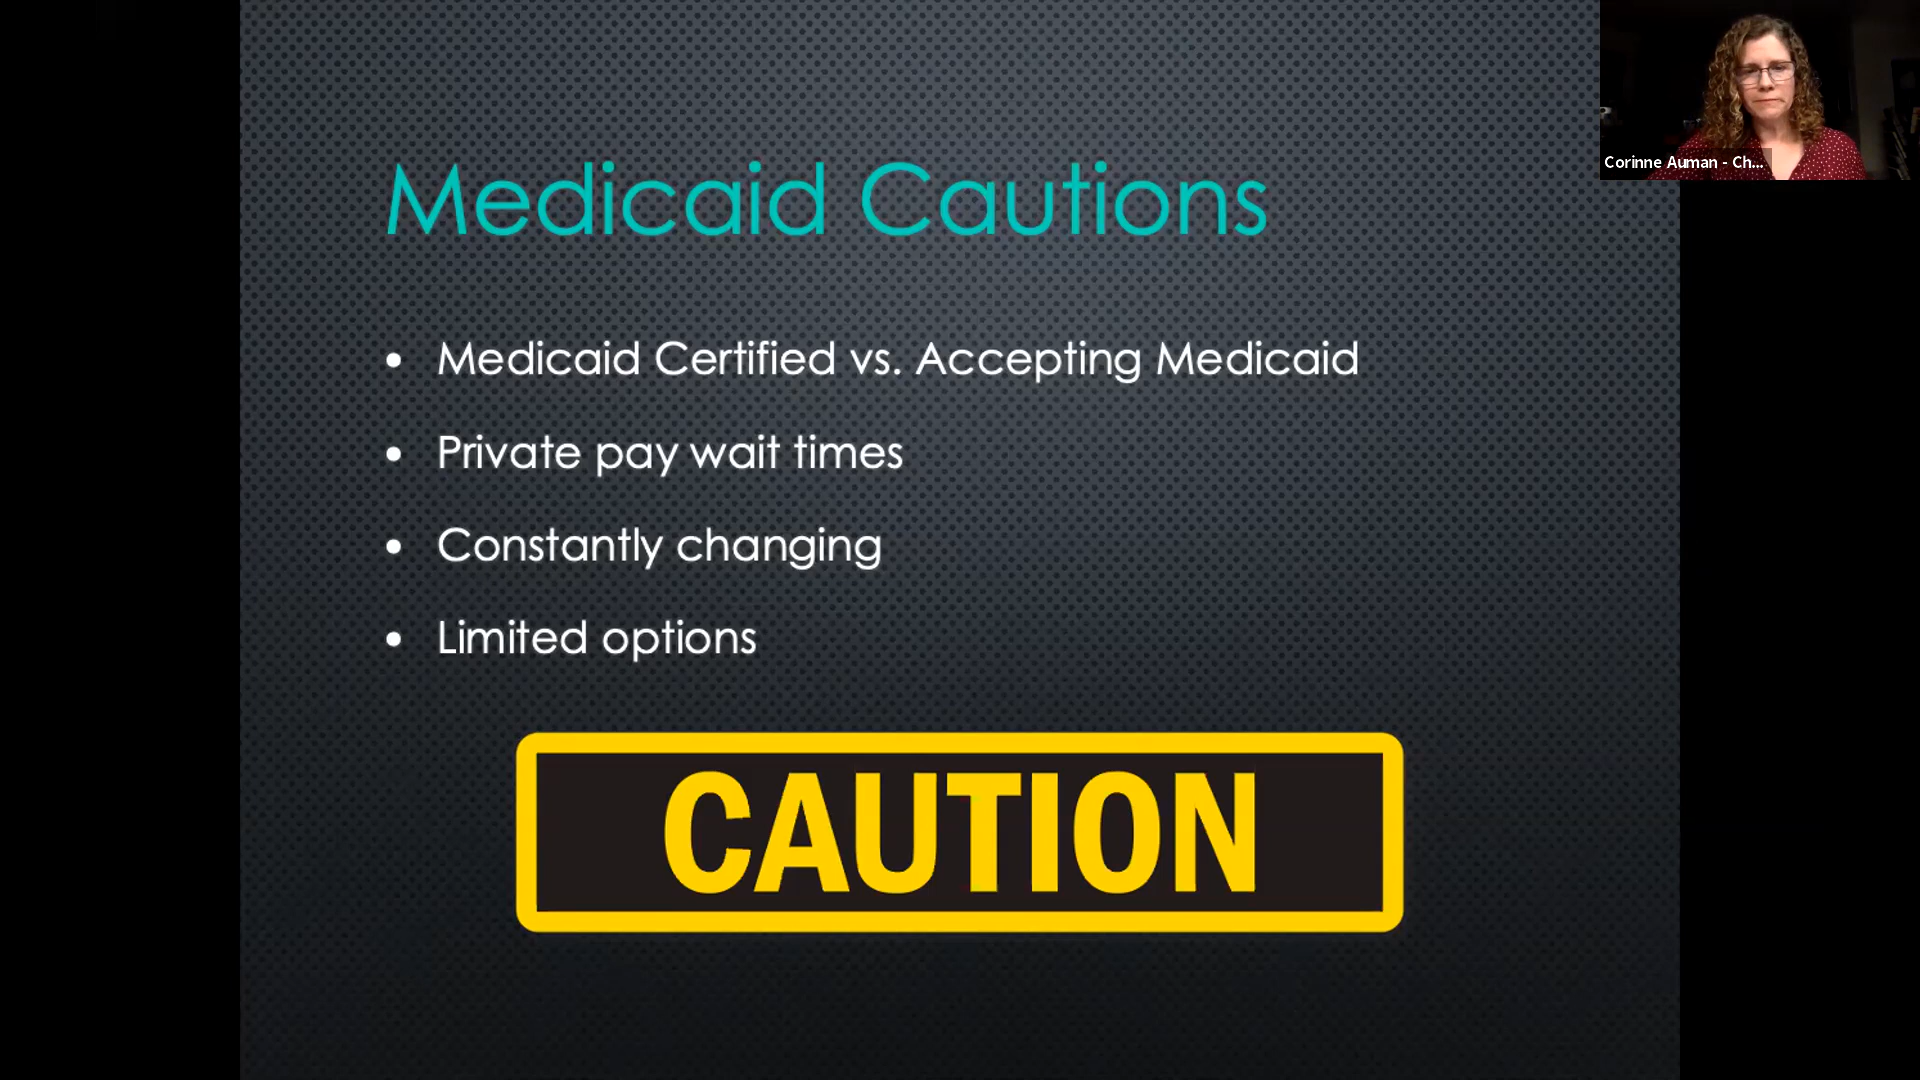 Medicaid Cautions
Corinne Auman - Ch...
• Medicaid Certified vs. Accepting Medicaid
• Private pay wait times
• Constantly changing
• Limited options
CAUTION